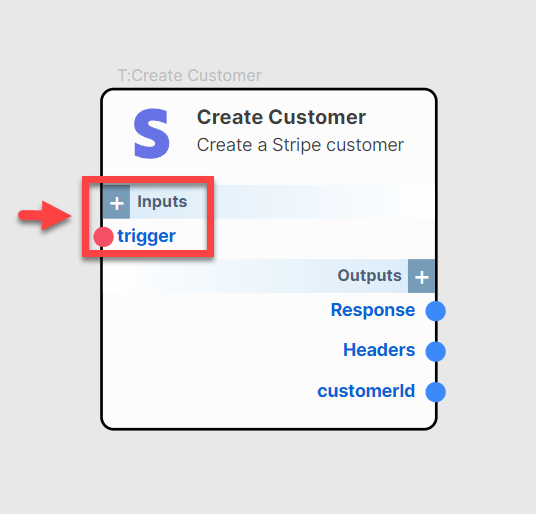 T:Create Customer
Create Customer
Create a Stripe customer
+ Inputs
trigger
Outputs +
Response
Headers
customerId